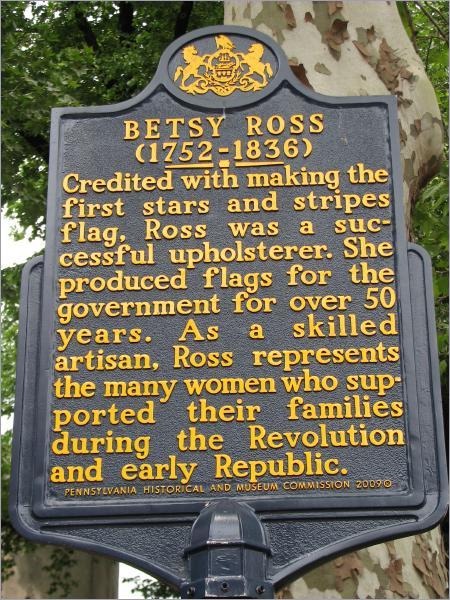 BETSY ROSS
(1752-1836)
Credited with making the
first stars and stripes
flag, Ross was a suc-
cessful upholsterer. She
produced flags for the
government for over 50
years. As a skilled
artisan, Ross represents
the many women who sup-
ported their families
during the Revolution
and early Republic.
PENNSYLVANIA HISTORICAL AND MUSEUM COMMISSION 2009©